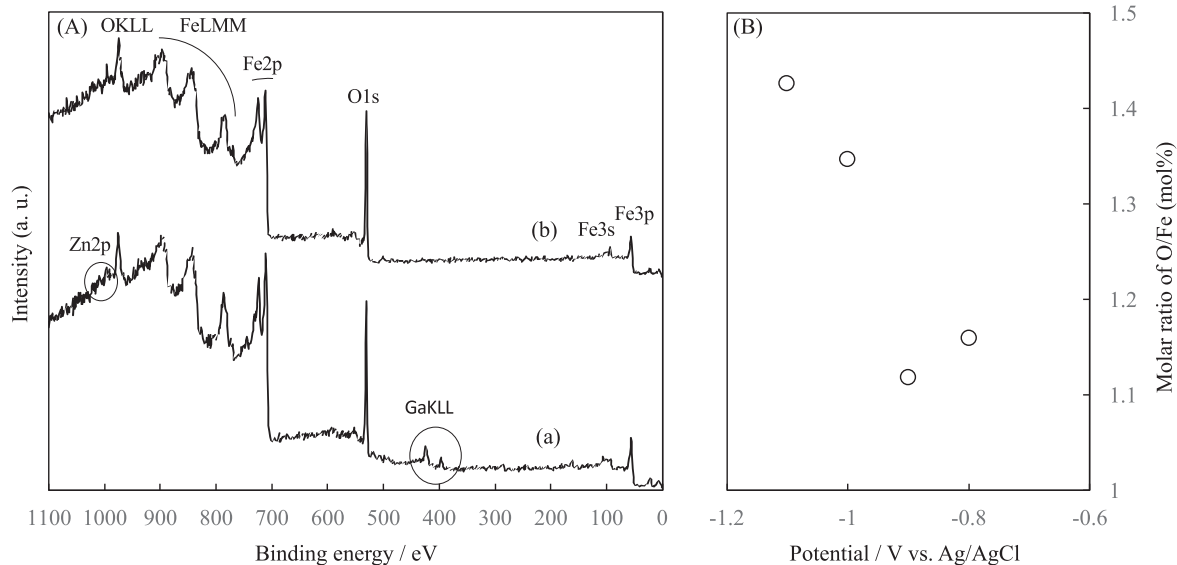 (A)
OKLL
FeLMM
Fe2p
O1s
(b)
Fe3s
Fe3p
Zn2p
GaKLL
(a)
Intensity (a. u.)
1100 1000 900 800 700 600 500 400 300 200 100 0
Binding energy / eV
(B)
1.5
1.4
1.3
1.2
1.1
1
Molar ratio of O/Fe (mol%)
-1.2 -1 -0.8 -0.6
Potential / V vs. Ag/AgCl